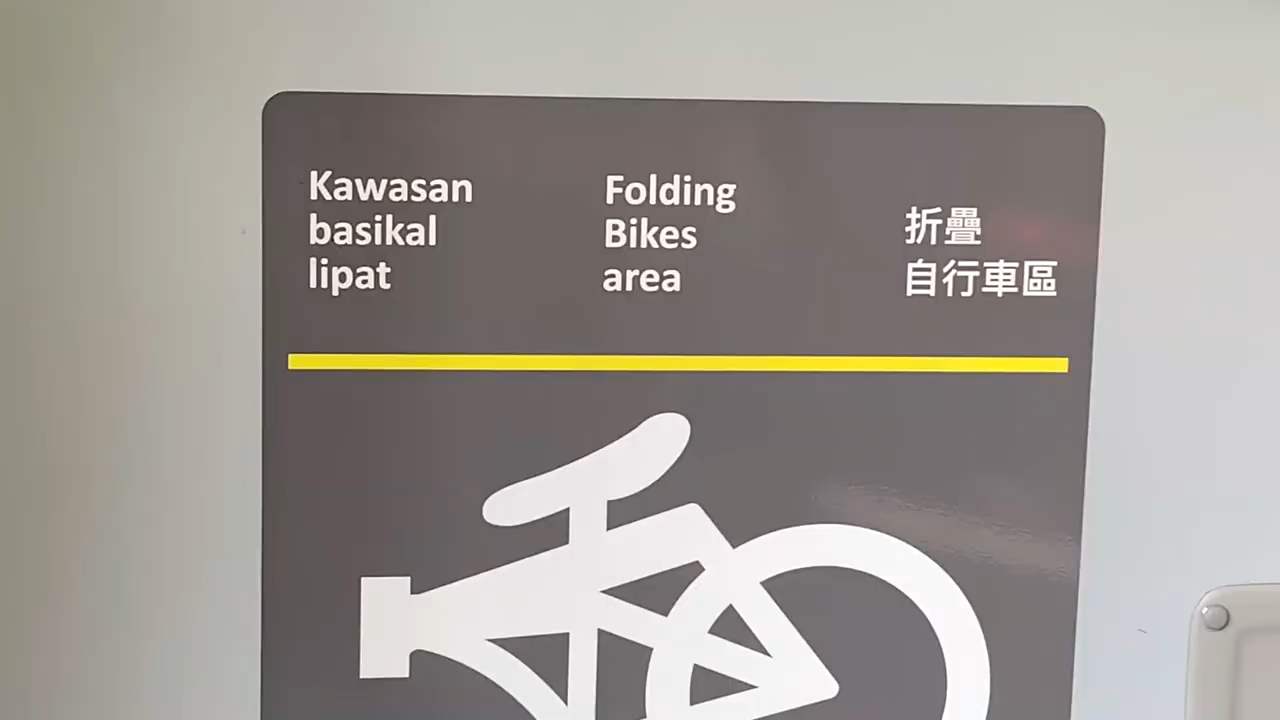 Kawasan
basikal
lipat
Folding
Bikes
area
折疊
自行車區